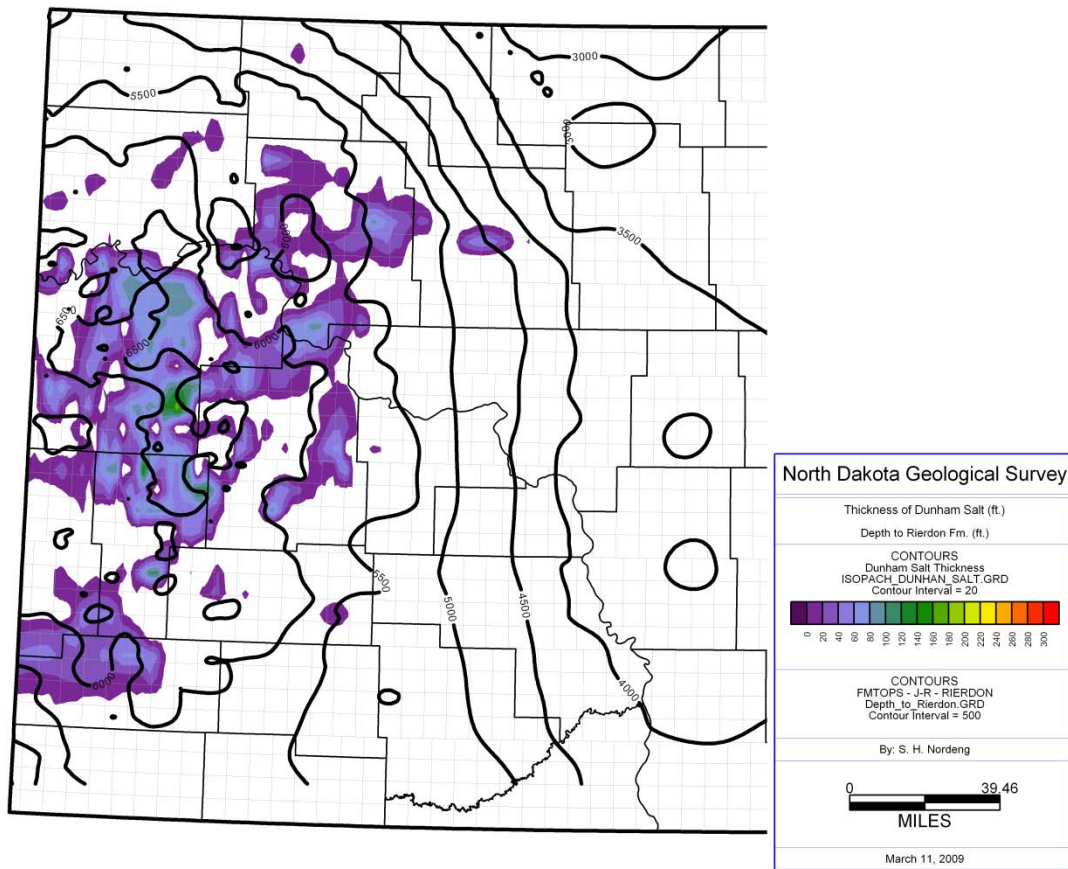 3000
5500
3000
3500
6000
6500
5500
6000
5500
5000
4500
6000
4000
North Dakota Geological Survey
Thickness of Dunham Salt (ft.)
Depth to Rierdon Fm. (ft.)
CONTOURS
Dunham Salt Thickness
ISOPACH_DUNHAN_SALT.GRD
Contour Interval = 20
0 20 40 60 80 100 120 140 160 180 200 220 240 260 280 300
CONTOURS
FMTOPS - J-R - RIERDON
Depth_to_Rierdon.GRD
Contour Interval = 500
By: S. H. Nordeng
0 39.46
MILES
March 11, 2009